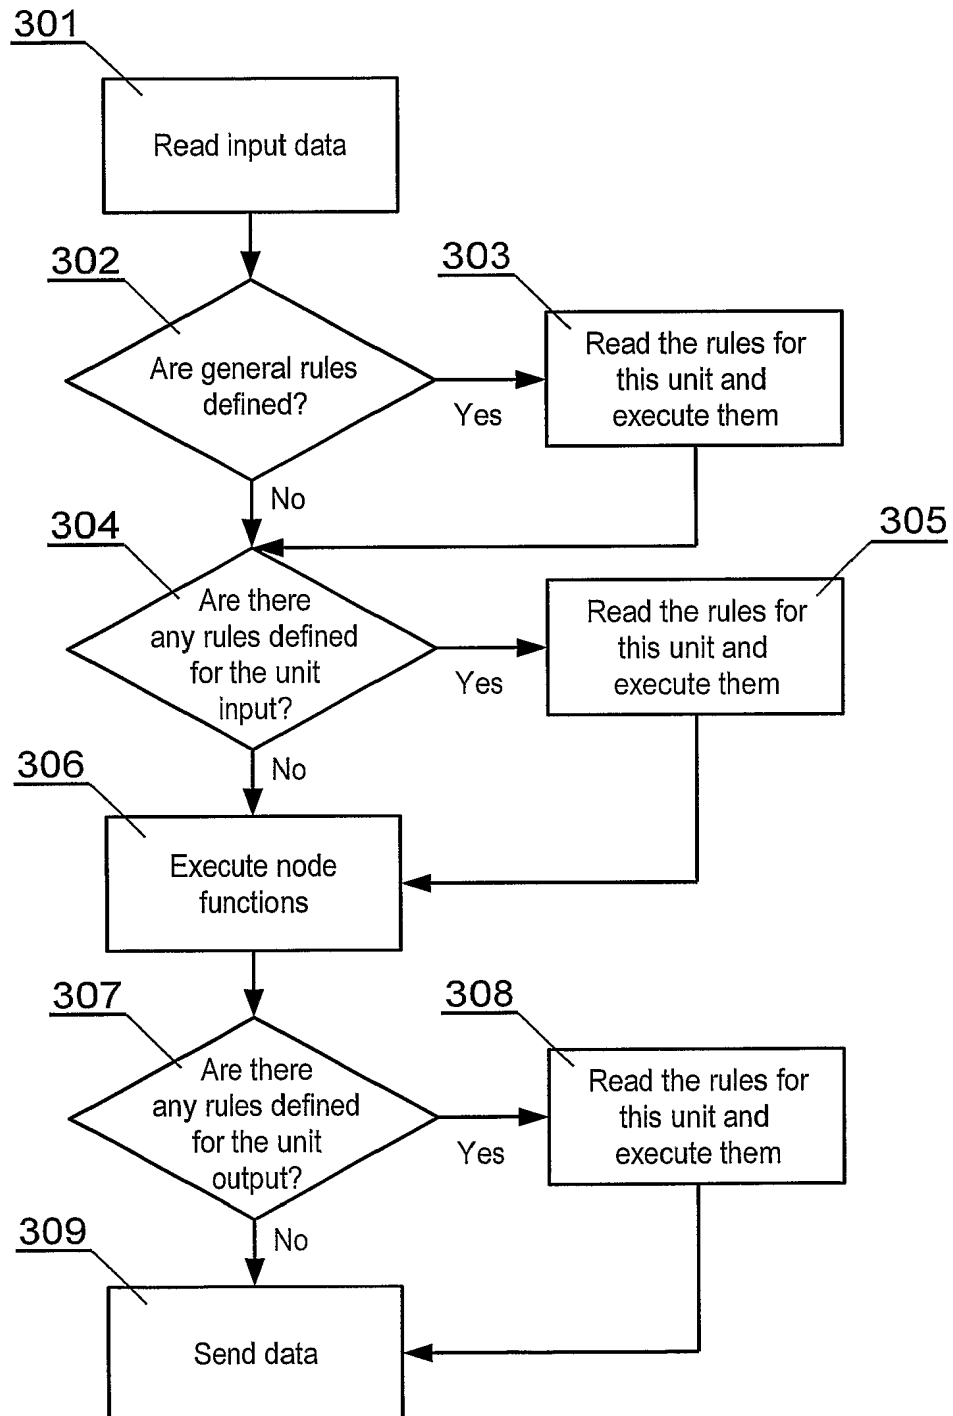 301
Read input data
302
Are general rules
defined?
Yes
303
Read the rules for
this unit and
execute them
No
304
Are there
any rules defined
for the unit
input?
Yes
305
Read the rules for
this unit and
execute them
No
306
Execute node
functions
307
Are there
any rules defined
for the unit
output?
Yes
308
Read the rules for
this unit and
execute them
No
309
Send data